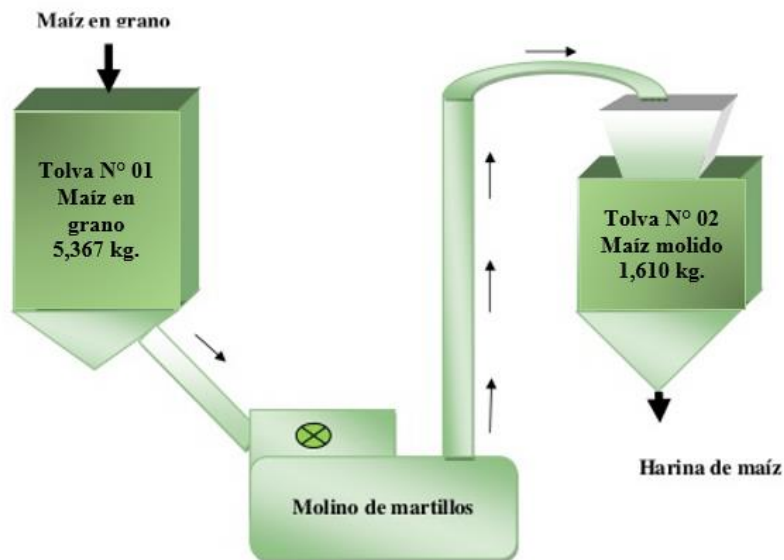 Maíz en grano
Tolva N° 01
Maíz en
grano
5,367 kg.
Tolva N° 02
Maíz molido
1,610 kg.
Molino de martillos
Harina de maíz